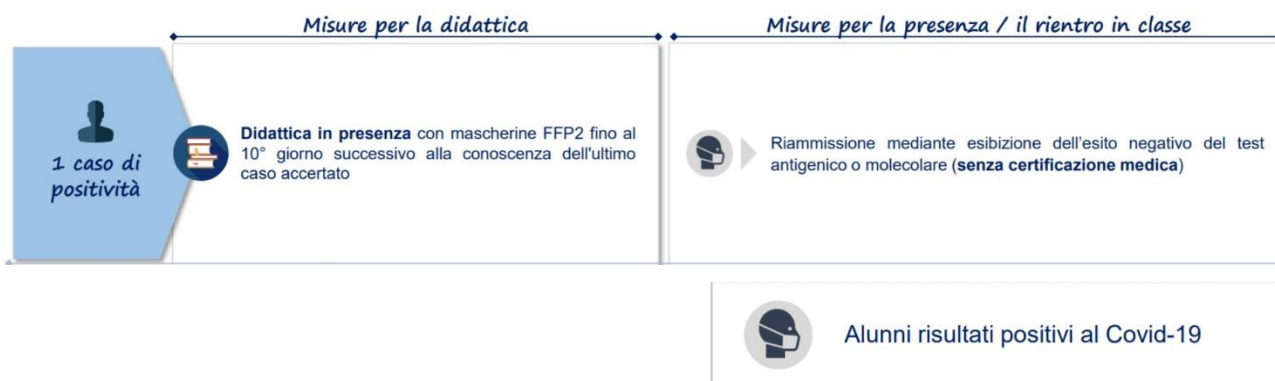 Misure per la didattica
Misure per la presenza / il rientro in classe
1 caso di
positività
Didattica in presenza con mascherine FFP2 fino al
10° giorno successivo alla conoscenza dell'ultimo
caso accertato
Riammissione mediante esibizione dell'esito negativo del test
antigenico o molecolare (senza certificazione medica)
Alunni risultati positivi al Covid-19